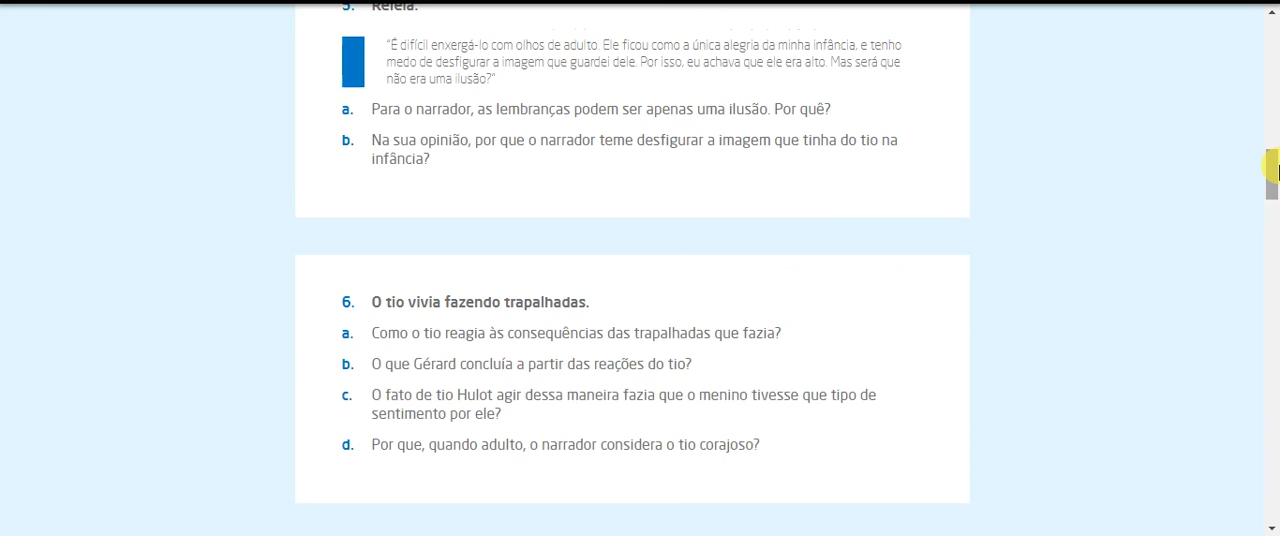 5. Releia.
"É difícil enxergá-lo com olhos de adulto. Ele ficou como a única alegria da minha infância, e tenho
medo de desfigurar a imagem que guardei dele. Por isso, eu achava que ele era alto. Mas será que
não era uma ilusão?"
a. Para o narrador, as lembranças podem ser apenas uma ilusão. Por quê?
b. Na sua opinião, por que o narrador teme desfigurar a imagem que tinha do tio na
infância?
6. O tio vivia fazendo trapalhadas.
a. Como o tio reagia às consequências das trapalhadas que fazia?
b. O que Gérard concluía a partir das reações do tio?
c. O fato de tio Hulot agir dessa maneira fazia que o menino tivesse que tipo de
sentimento por ele?
d. Por que, quando adulto, o narrador considera o tio corajoso?